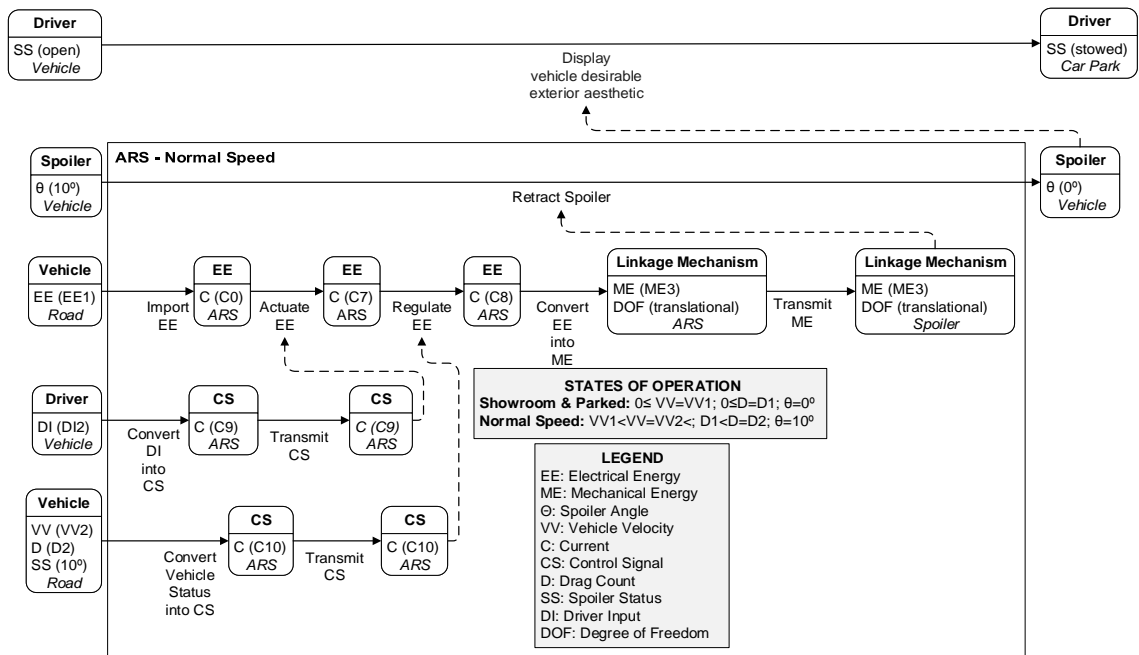 Driver
SS (open)
Vehicle
Driver
SS (stowed)
Car Park
Display
vehicle desirable
exterior aesthetic
ARS - Normal Speed
Spoiler
θ (10º)
Vehicle
Spoiler
θ (0º)
Vehicle
Retract Spoiler
Vehicle
EE (EE1)
Road
Import
EE
EE
C (C0)
ARS
Actuate
EE
EE
C (C7)
ARS
Regulate
EE
EE
C (C8)
ARS
Convert
EE
into
ME
Linkage Mechanism
ME (ME3)
DOF (translational)
ARS
Transmit
ME
Linkage Mechanism
ME (ME3)
DOF (translational)
Spoiler
Driver
DI (DI2)
Vehicle
Convert
DI
into
CS
CS
C (C9)
ARS
Transmit
CS
CS
C (C9)
ARS
STATES OF OPERATION
Showroom & Parked: 0≤ VV=VV1; 0≤D=D1; θ=0º
Normal Speed: VV1<VV=VV2<; D1<D=D2; θ=10º
Vehicle
VV (VV2)
D (D2)
SS (10º)
Road
Convert
Vehicle
Status
into CS
CS
C (C10)
ARS
Transmit
CS
CS
C (C10)
ARS
LEGEND
EE: Electrical Energy
ME: Mechanical Energy
Θ: Spoiler Angle
VV: Vehicle Velocity
C: Current
CS: Control Signal
D: Drag Count
SS: Spoiler Status
DI: Driver Input
DOF: Degree of Freedom